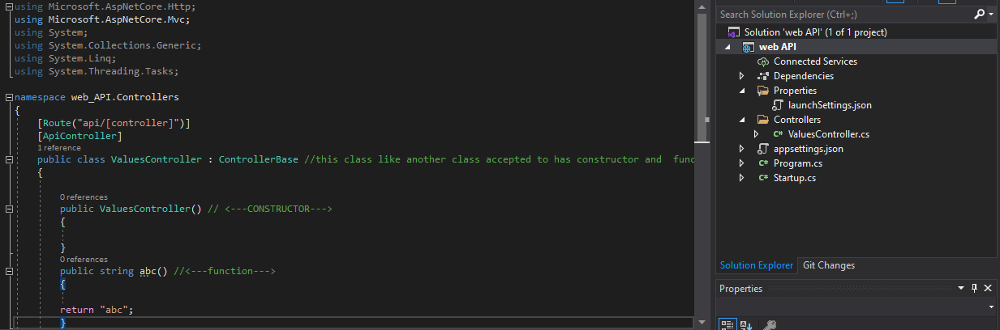 using Microsoft.AspNetCore.Http;
using Microsoft.AspNetCore.Mvc;
using System;
using System.Collections.Generic;
using System.Linq;
using System.Threading.Tasks;
namespace web_API.Controllers
{
[Route("api/[controller]")]
[ApiController]
1 reference
public class ValuesController : ControllerBase //this class like another class accepted to has constructor and func
{
0 references
public ValuesController() // <---CONSTRUCTOR--->
{
}
0 references
public string abc() //<---function--->
{
return "abc";
}
Search Solution Explorer (Ctrl+;)
Solution 'web API' (1 of 1 project)
web API
Connected Services
Dependencies
Properties
launchSettings.json
Controllers
C# ValuesController.cs
appsettings.json
C# Program.cs
C# Startup.cs
Solution Explorer Git Changes
Properties